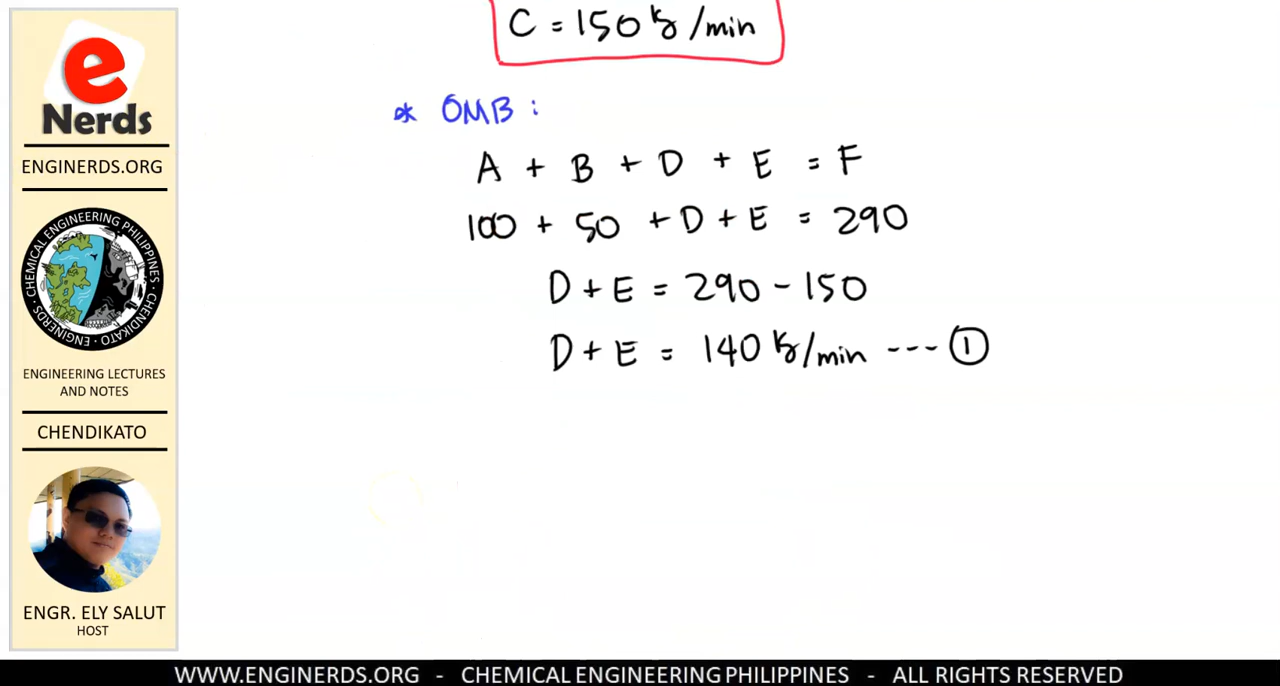 C = 150 kg/min
* OMB :
A + B + D + E = F
100 + 50 + D + E = 290
D + E = 290 - 150
D + E = 140 kg/min --- ①
e
Nerds
ENGINERDS.ORG
CHEMICAL ENGINEERING PHILIPPINES
· CHENDIKATO · ENGINERDS ·
ENGINEERING LECTURES
AND NOTES
CHENDIKATO
ENGR. ELY SALUT
HOST
WWW.ENGINERDS.ORG - CHEMICAL ENGINEERING PHILIPPINES - ALL RIGHTS RESERVED